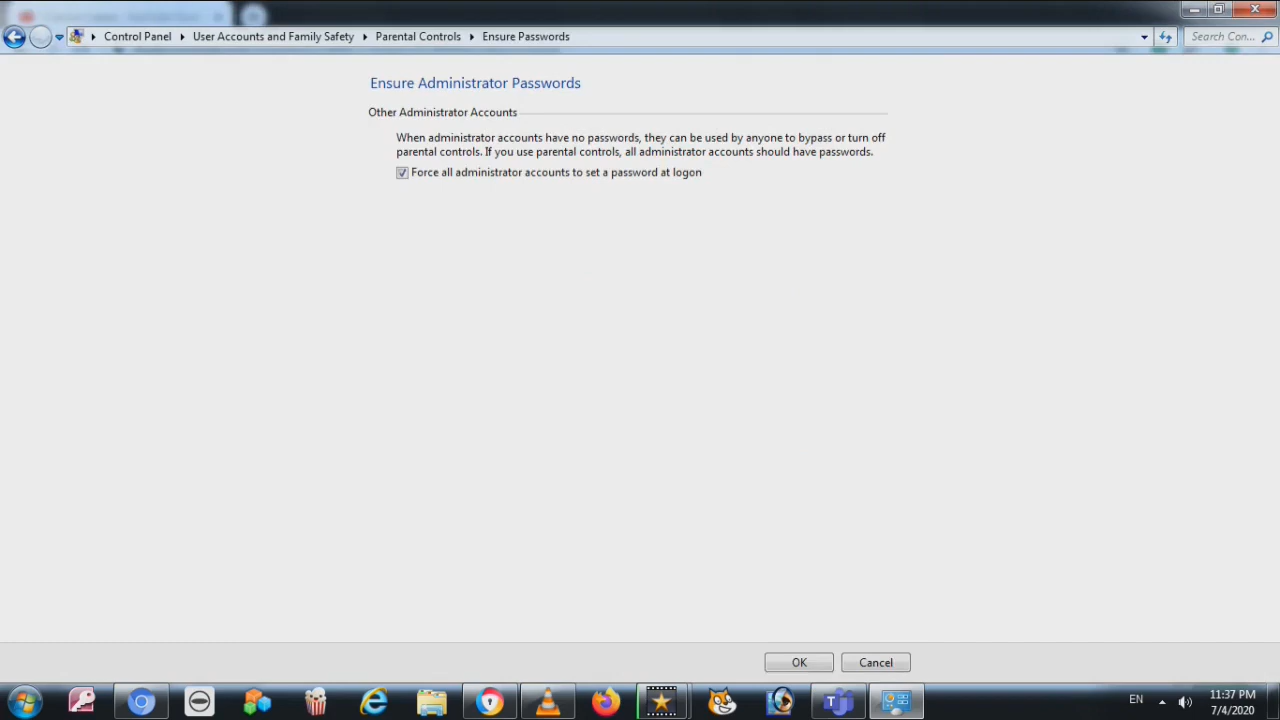 Control Panel User Accounts and Family Safety Parental Controls Ensure Passwords Search Con...
Ensure Administrator Passwords
Other Administrator Accounts
When administrator accounts have no passwords, they can be used by anyone to bypass or turn off
parental controls. If you use parental controls, all administrator accounts should have passwords.
Force all administrator accounts to set a password at logon
OK Cancel
EN
11:37 PM
7/4/2020